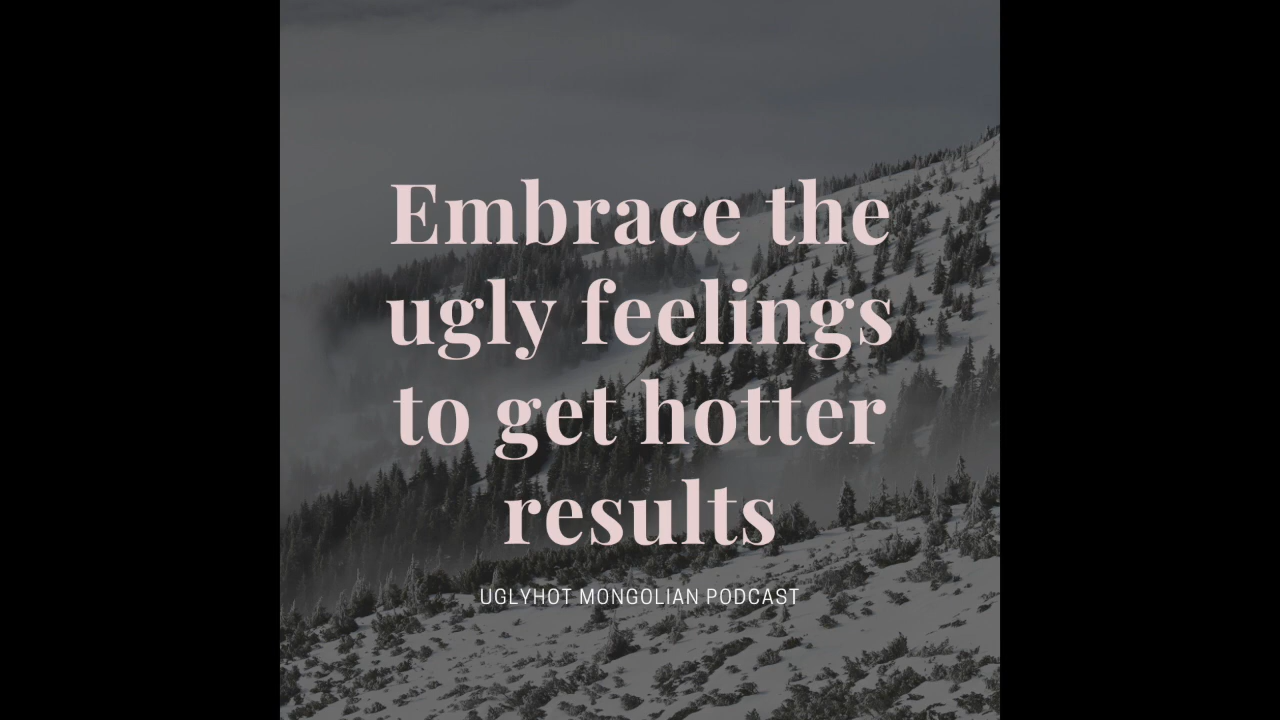 Embrace the
ugly feelings
to get hotter
results
UGLYHOT MONGOLIAN PODCAST